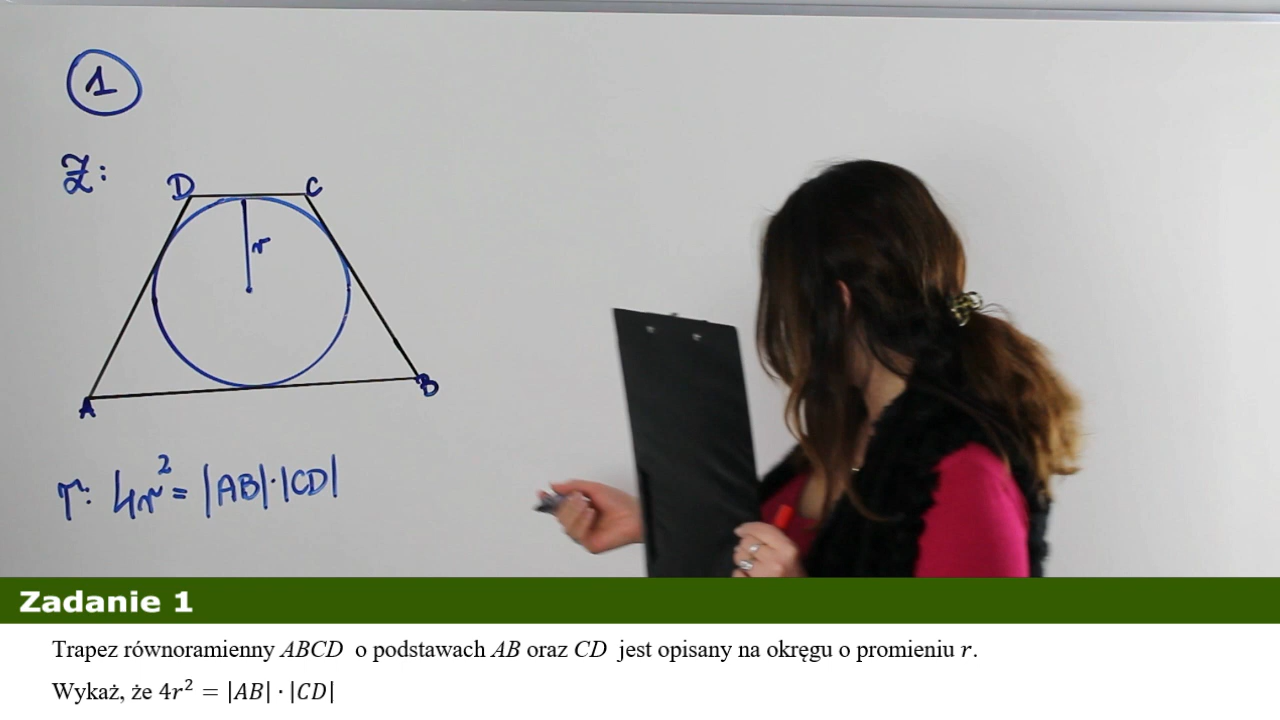 1
Z:
D C
r
A B
T: 4r² = |AB|·|CD|
Zadanie 1
Trapez równoramienny ABCD o podstawach AB oraz CD jest opisany na okręgu o promieniu r.
Wykaż, że 4r² = |AB| · |CD|